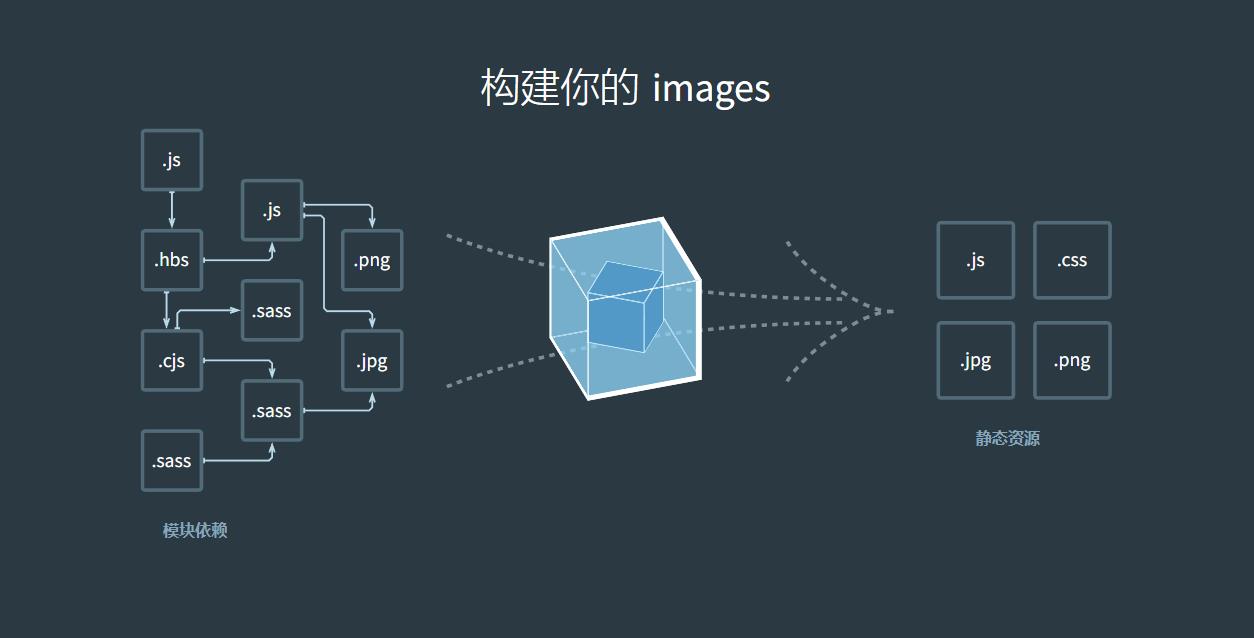 构建你的 images
.js
.js
.hbs
.png
.sass
.cjs
.jpg
.sass
.sass
模块依赖
.js
.css
.jpg
.png
静态资源